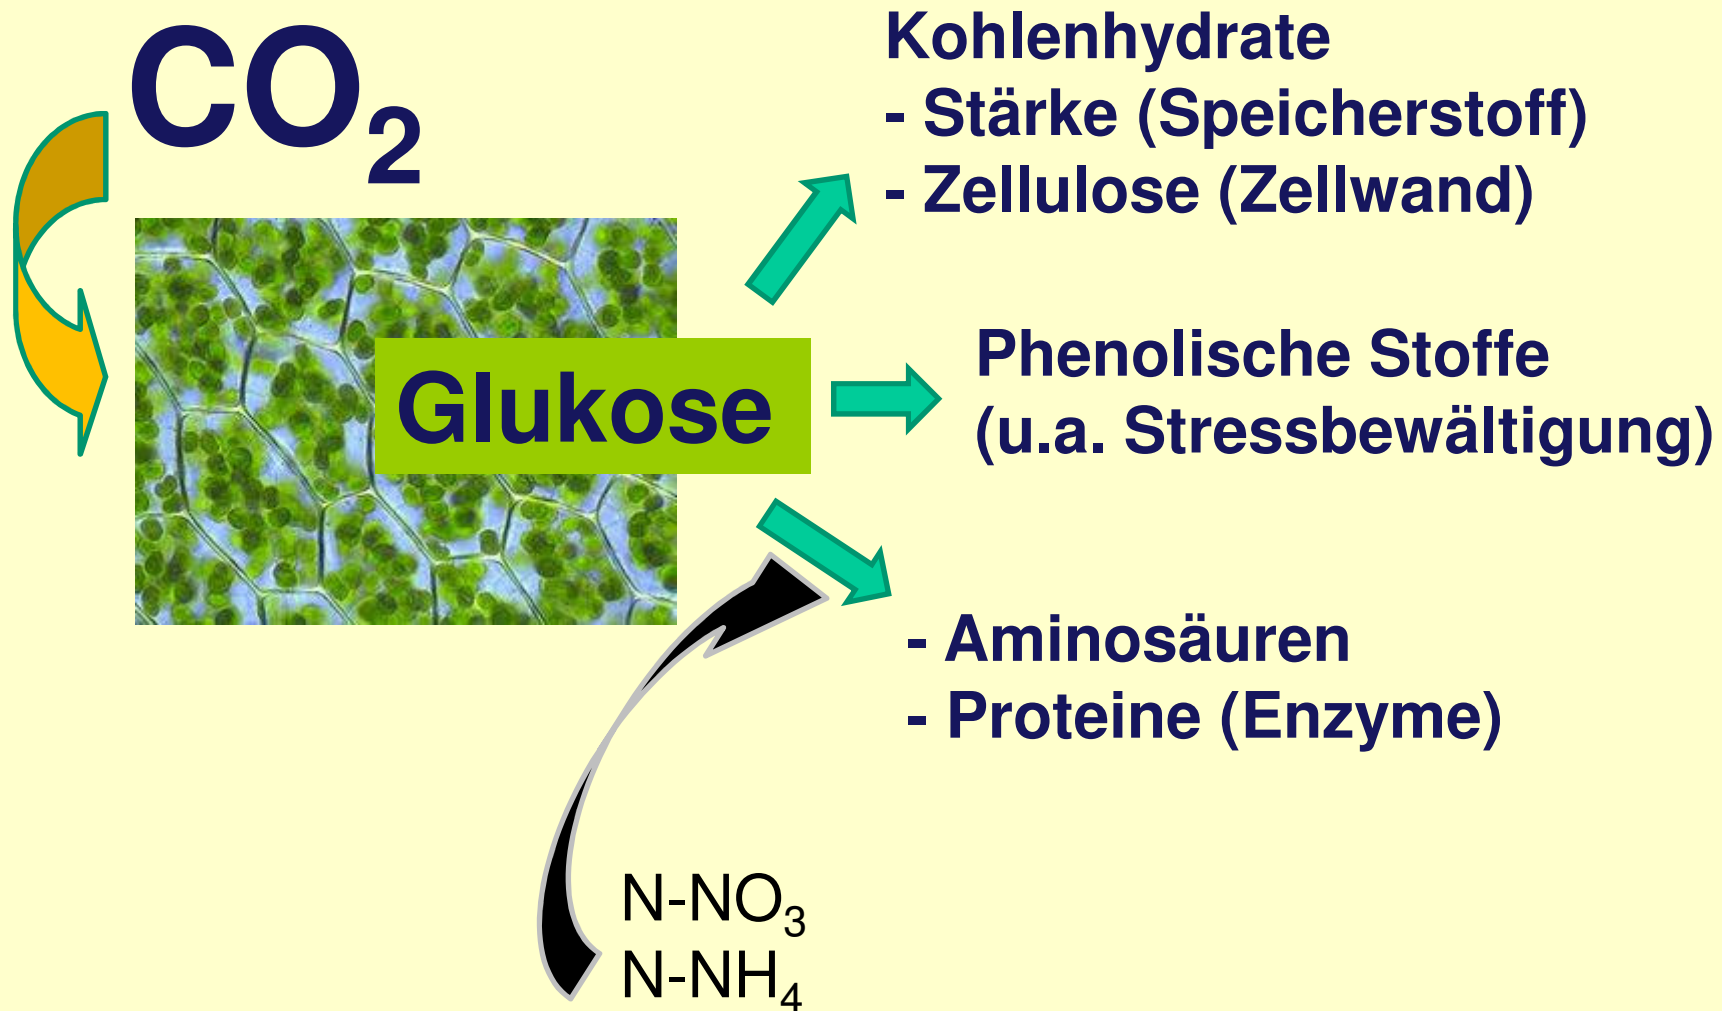 CO₂
Kohlenhydrate
- Stärke (Speicherstoff)
- Zellulose (Zellwand)
Glukose
Phenolische Stoffe
(u.a. Stressbewältigung)
- Aminosäuren
- Proteine (Enzyme)
N-NO₃
N-NH₄